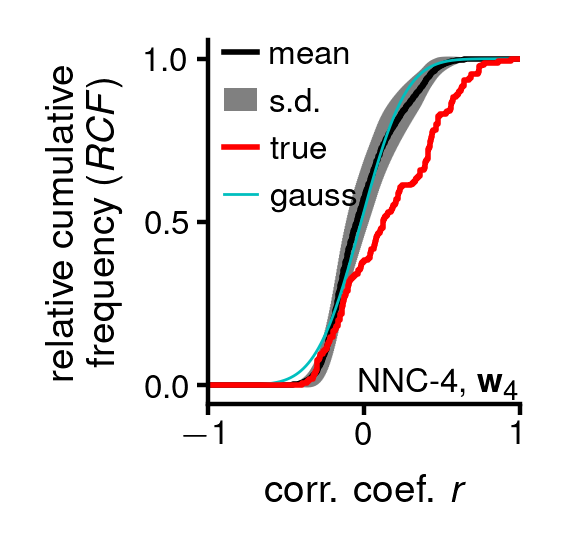 relative cumulative
frequency (RCF)
1.0
0.5
0.0
mean
s.d.
true
gauss
NNC-4, w4
−1
0
1
corr. coef. r